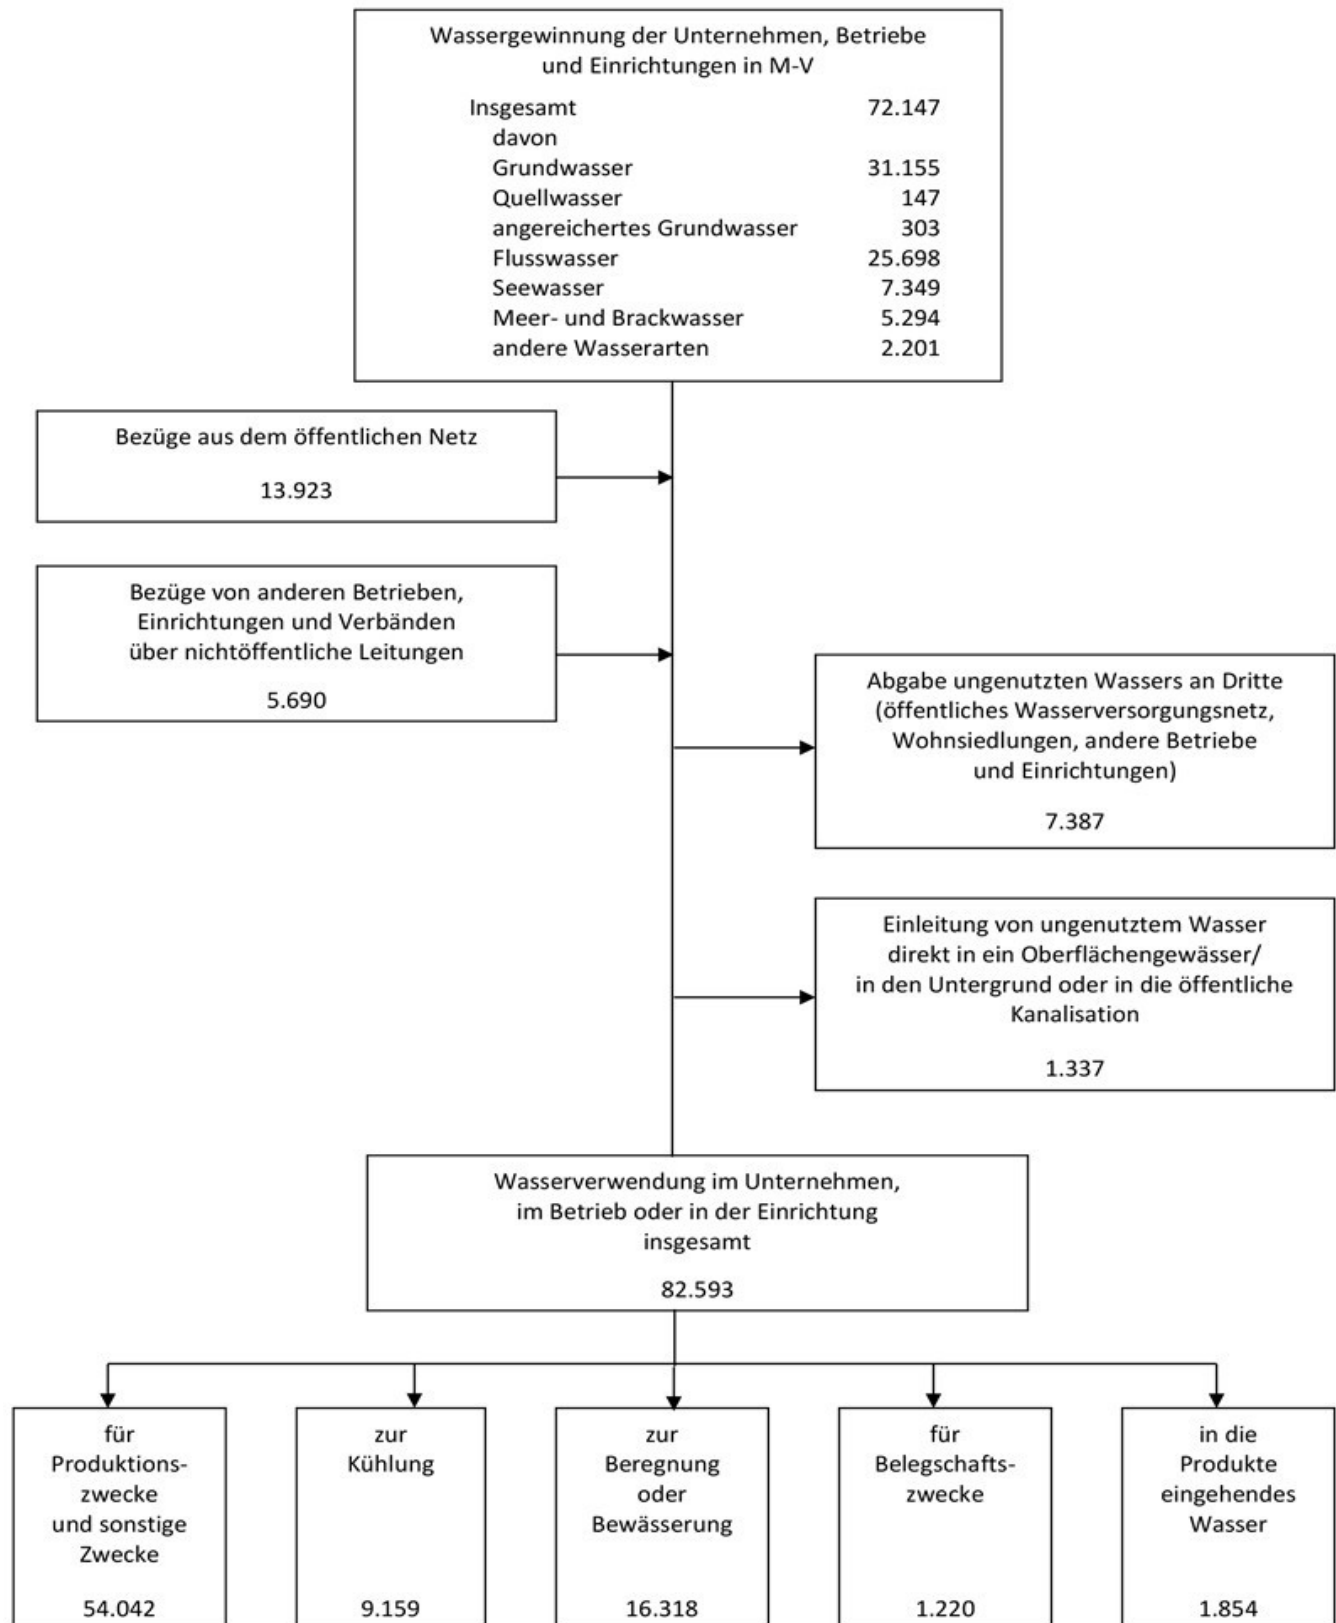 Wassergewinnung der Unternehmen, Betriebe
und Einrichtungen in M-V
Insgesamt 72.147
davon
Grundwasser 31.155
Quellwasser 147
angereichertes Grundwasser 303
Flusswasser 25.698
Seewasser 7.349
Meer- und Brackwasser 5.294
andere Wasserarten 2.201
Bezüge aus dem öffentlichen Netz
13.923
Bezüge von anderen Betrieben,
Einrichtungen und Verbänden
über nichtöffentliche Leitungen
5.690
Abgabe ungenutzten Wassers an Dritte
(öffentliches Wasserversorgungsnetz,
Wohnsiedlungen, andere Betriebe
und Einrichtungen)
7.387
Einleitung von ungenutztem Wasser
direkt in ein Oberflächengewässer/
in den Untergrund oder in die öffentliche
Kanalisation
1.337
Wasserverwendung im Unternehmen,
im Betrieb oder in der Einrichtung
insgesamt
82.593
für
Produktions-
zwecke
und sonstige
Zwecke
54.042
zur
Kühlung
9.159
zur
Beregnung
oder
Bewässerung
16.318
für
Belegschafts-
zwecke
1.220
in die
Produkte
eingehendes
Wasser
1.854